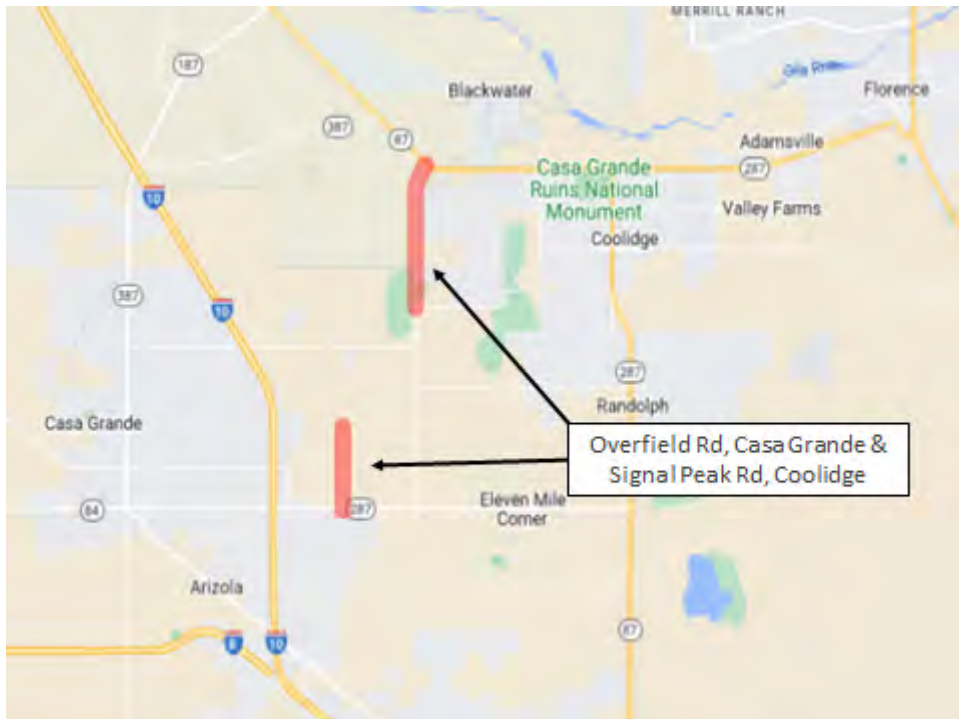 MERRILL RANCH
187
Gila River
Blackwater
Florence
387
87
Adamsville
Casa Grande
Ruins National
Monument
287
10
Valley Farms
Coolidge
387
10
287
Randolph
Casa Grande
Overfield Rd, Casa Grande &
Signal Peak Rd, Coolidge
84
287
Eleven Mile
Corner
Arizola
8
10
87